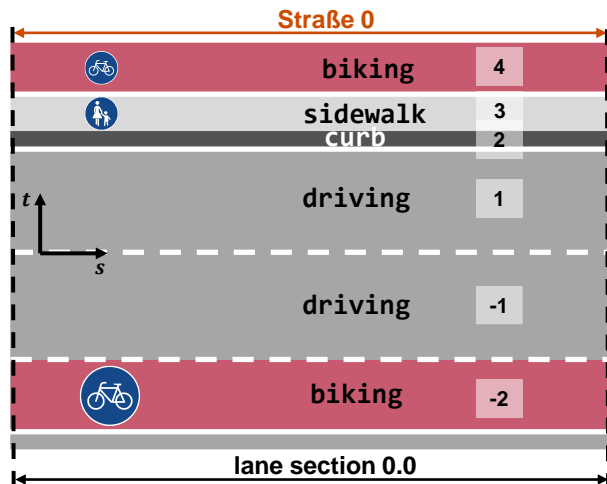 Straße 0
biking 4
sidewalk 3
curb 2
driving 1
t
s
driving -1
biking -2
lane section 0.0